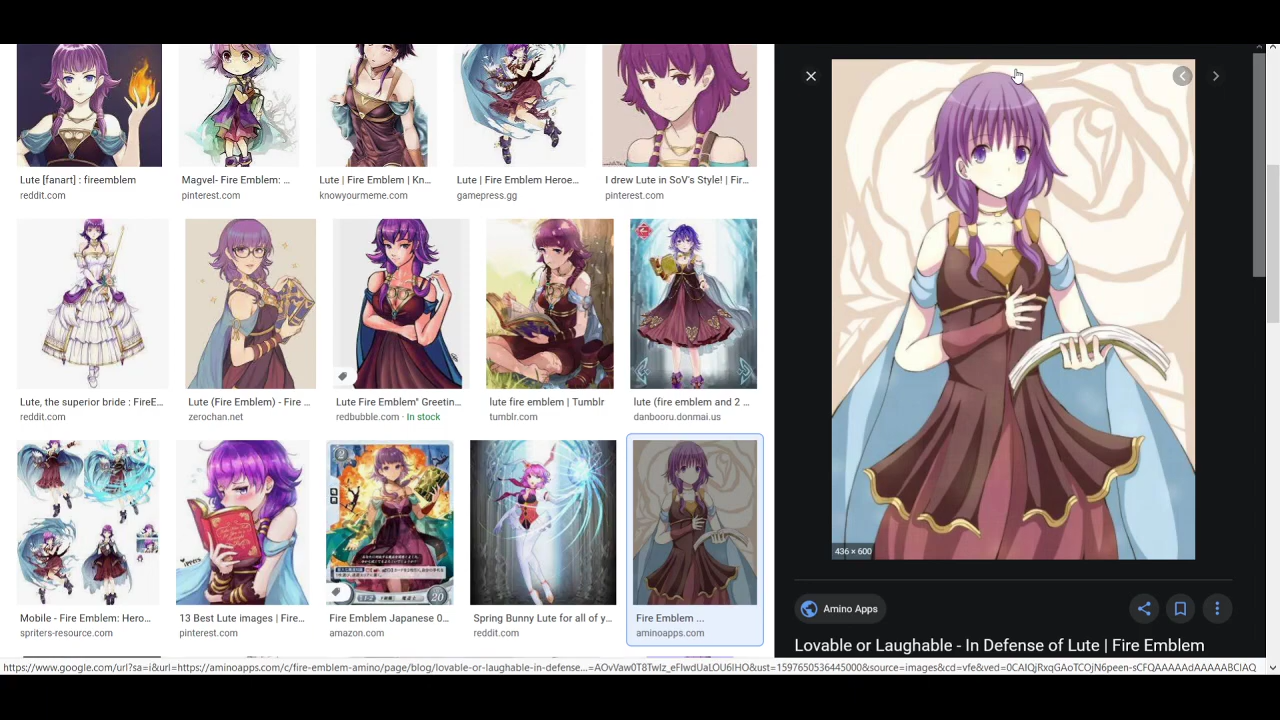 Lute [fanart] : fireemblem
reddit.com
Magvel- Fire Emblem: ...
pinterest.com
Lute | Fire Emblem | Kn...
knowyourmeme.com
Lute | Fire Emblem Heroe...
gamepress.gg
I drew Lute in SoV's Style! | Fir...
pinterest.com
Lute, the superior bride : FireE...
reddit.com
Lute (Fire Emblem) - Fire ...
zerochan.net
Lute Fire Emblem" Greetin...
redbubble.com · In stock
lute fire emblem | Tumblr
tumblr.com
lute (fire emblem and 2 ...
danbooru.donmai.us
Mobile - Fire Emblem: Hero...
spriters-resource.com
13 Best Lute images | Fire...
pinterest.com
20
Fire Emblem Japanese 0...
amazon.com
Spring Bunny Lute for all of y...
reddit.com
Fire Emblem ...
aminoapps.com
436 × 600
Amino Apps
Lovable or Laughable - In Defense of Lute | Fire Emblem